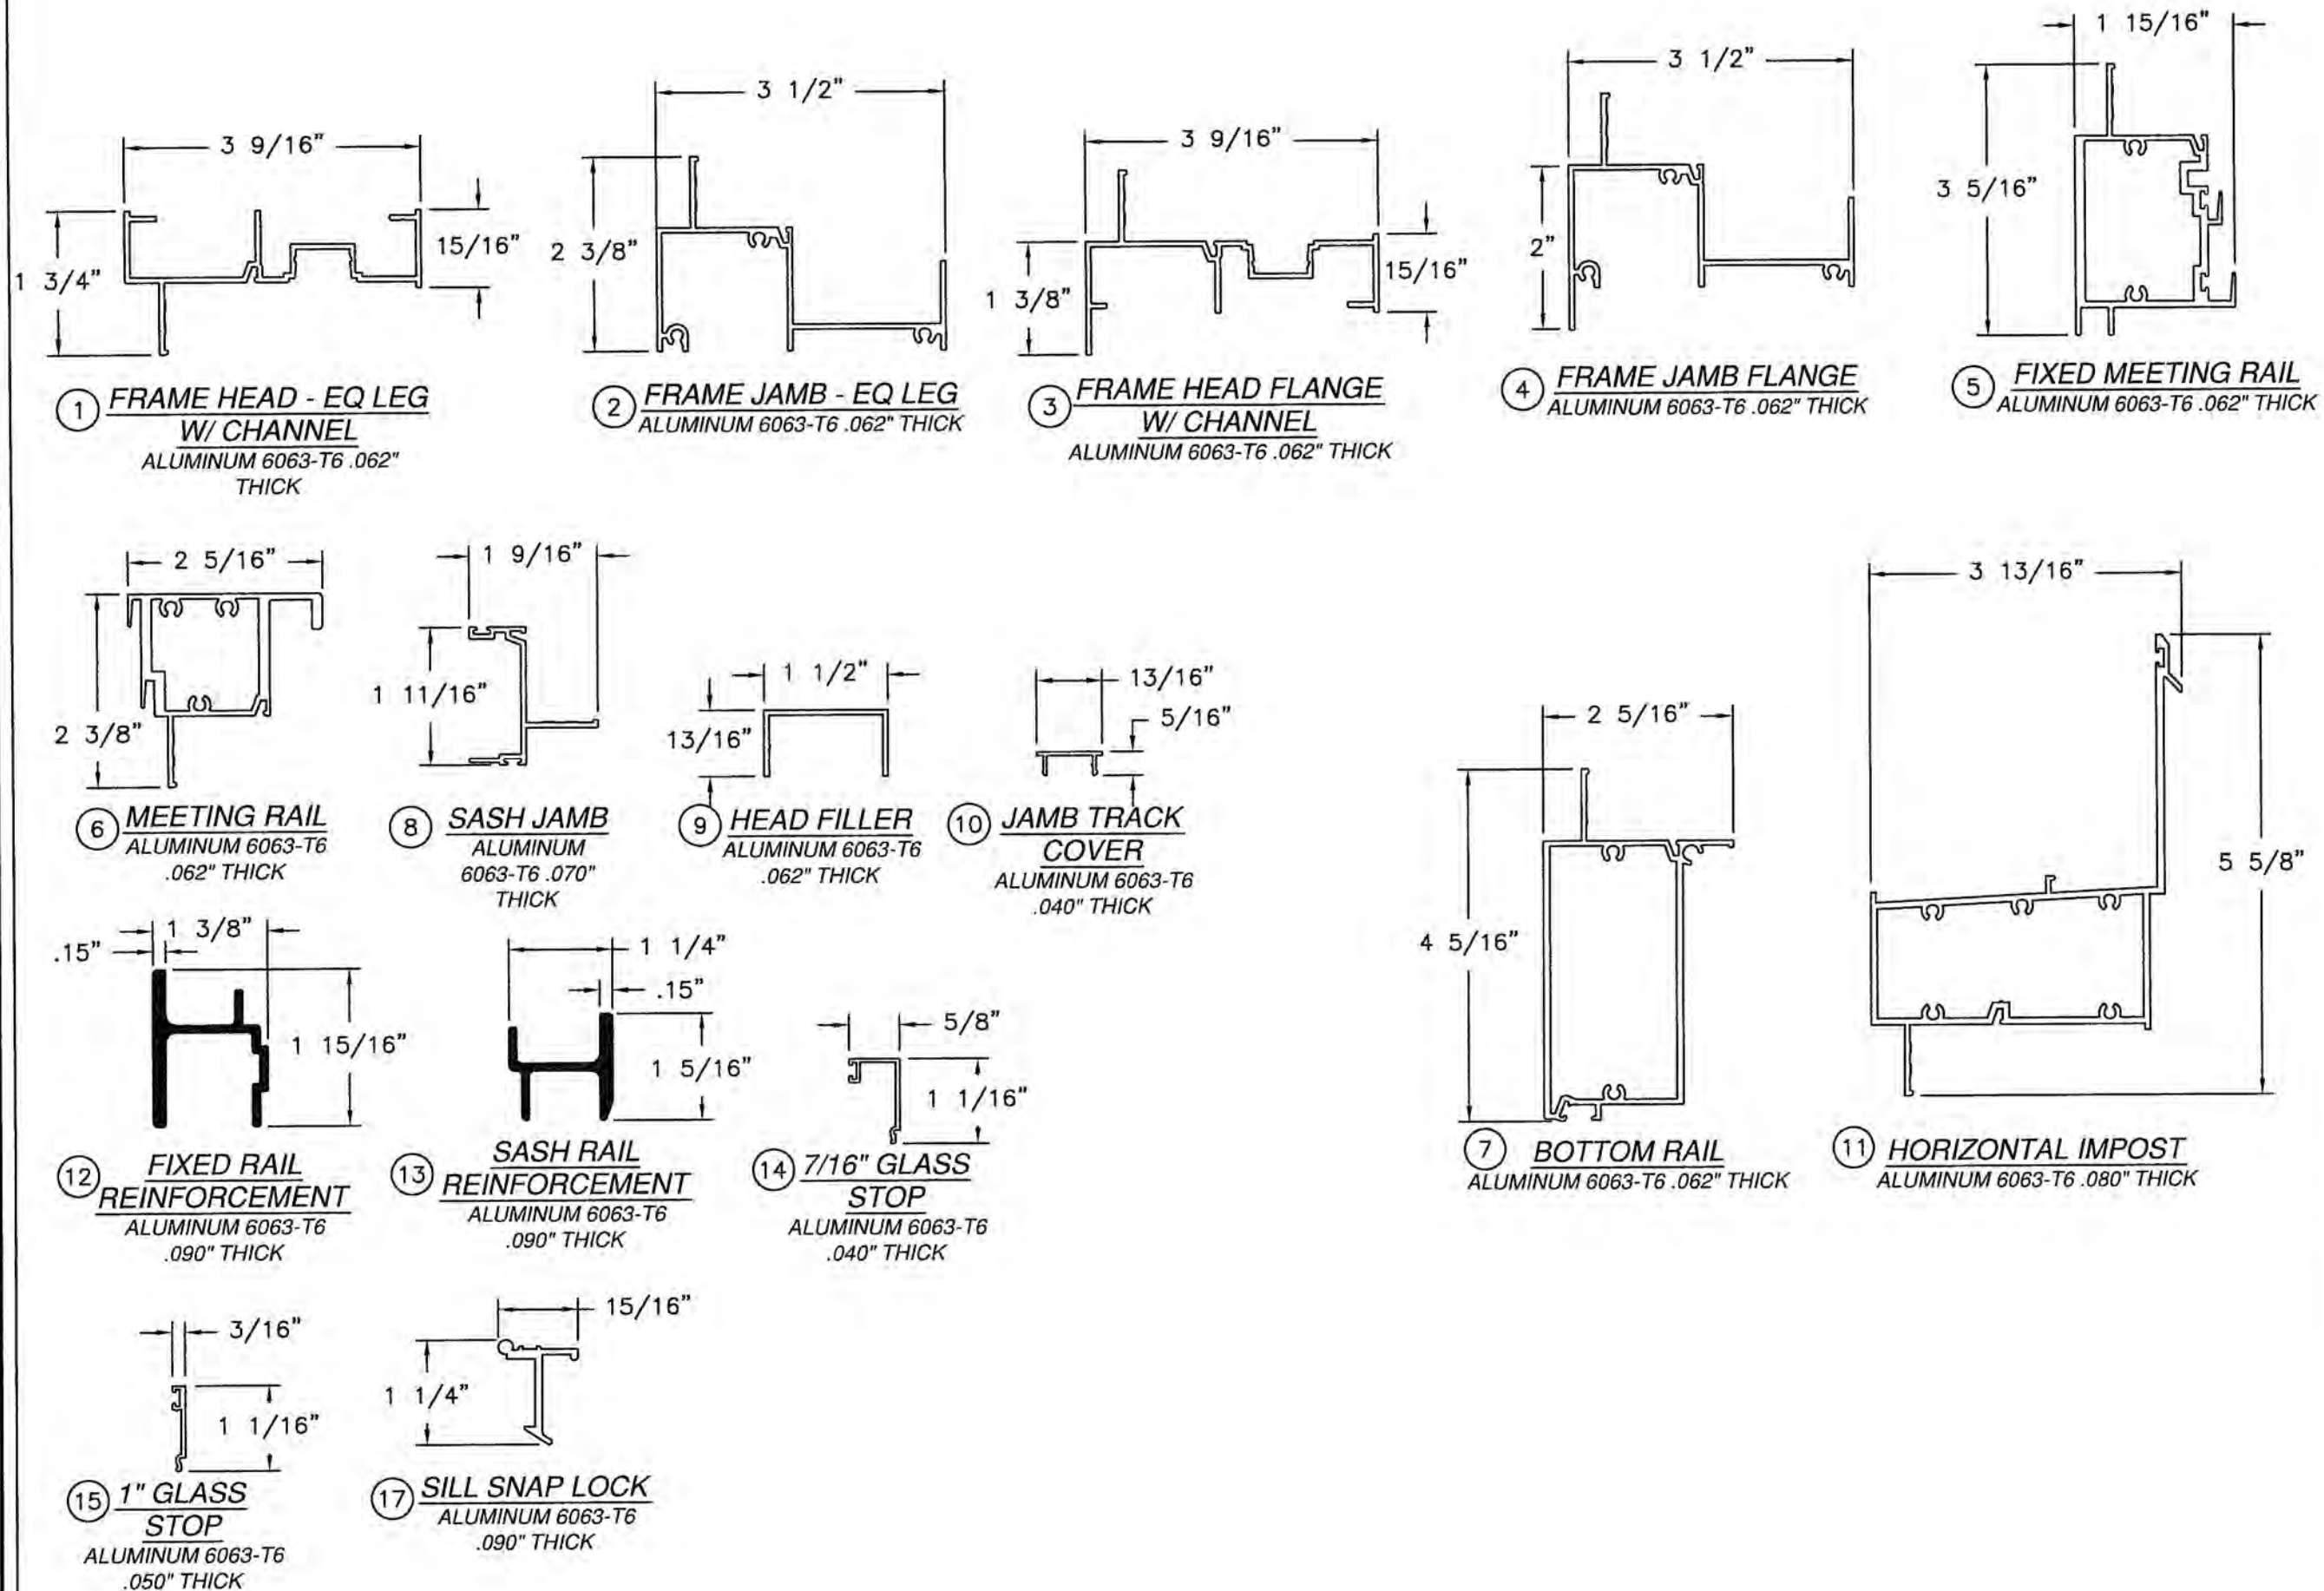 3 9/16"
1 3/4"
15/16"
1 FRAME HEAD - EQ LEG
W/ CHANNEL
ALUMINUM 6063-T6 .062"
THICK
3 1/2"
2 3/8"
2 FRAME JAMB - EQ LEG
ALUMINUM 6063-T6 .062" THICK
3 9/16"
15/16"
1 3/8"
3 FRAME HEAD FLANGE
W/ CHANNEL
ALUMINUM 6063-T6 .062" THICK
3 1/2"
2"
4 FRAME JAMB FLANGE
ALUMINUM 6063-T6 .062" THICK
1 15/16"
3 5/16"
5 FIXED MEETING RAIL
ALUMINUM 6063-T6 .062" THICK
2 5/16"
2 3/8"
6 MEETING RAIL
ALUMINUM 6063-T6
.062" THICK
1 9/16"
1 11/16"
8 SASH JAMB
ALUMINUM
6063-T6 .070"
THICK
1 1/2"
13/16"
9 HEAD FILLER
ALUMINUM 6063-T6
.062" THICK
13/16"
5/16"
10 JAMB TRACK
COVER
ALUMINUM 6063-T6
.040" THICK
2 5/16"
4 5/16"
7 BOTTOM RAIL
ALUMINUM 6063-T6 .062" THICK
3 13/16"
5 5/8"
11 HORIZONTAL IMPOST
ALUMINUM 6063-T6 .080" THICK
1 3/8"
.15"
1 15/16"
12 FIXED RAIL
REINFORCEMENT
ALUMINUM 6063-T6
.090" THICK
1 1/4"
.15"
1 5/16"
13 SASH RAIL
REINFORCEMENT
ALUMINUM 6063-T6
.090" THICK
5/8"
1 1/16"
14 7/16" GLASS
STOP
ALUMINUM 6063-T6
.040" THICK
3/16"
1 1/16"
15 1" GLASS
STOP
ALUMINUM 6063-T6
.050" THICK
15/16"
1 1/4"
17 SILL SNAP LOCK
ALUMINUM 6063-T6
.090" THICK